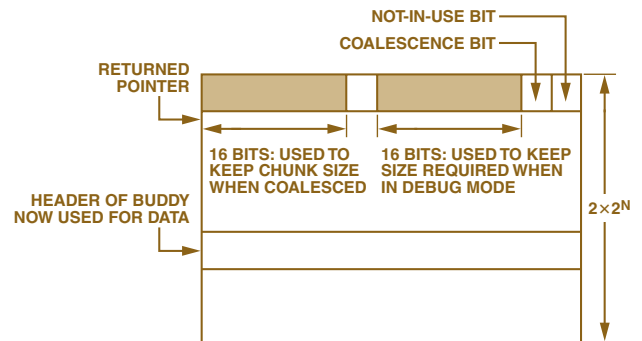 NOT-IN-USE BIT
COALESCENCE BIT
RETURNED
POINTER
16 BITS: USED TO
KEEP CHUNK SIZE
WHEN COALESCED
16 BITS: USED TO KEEP
SIZE REQUIRED WHEN
IN DEBUG MODE
HEADER OF BUDDY
NOW USED FOR DATA
2×2ᴺ